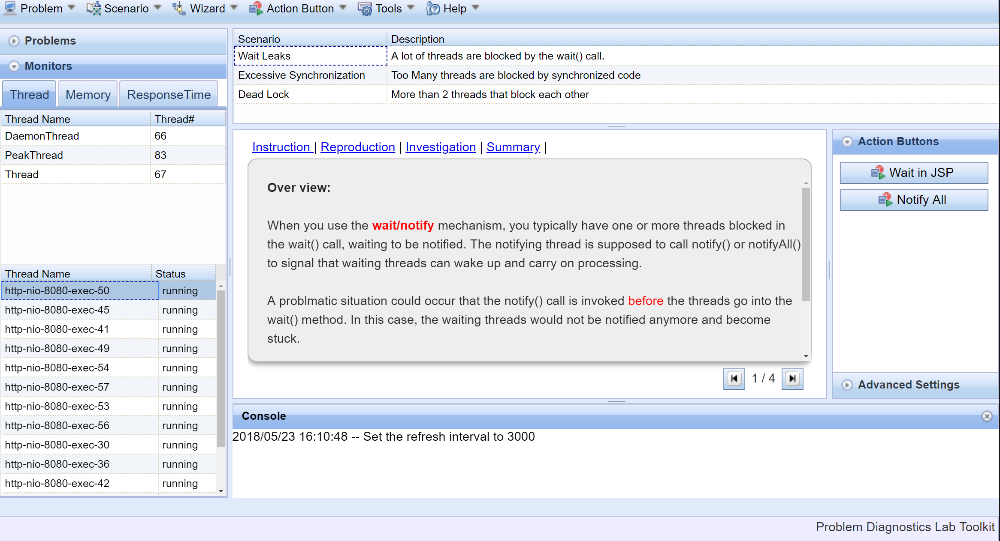 Problem Scenario Wizard Action Button Tools Help
Problems
Monitors
Thread Memory ResponseTime
Thread Name Thread#
DaemonThread 66
PeakThread 83
Thread 67
Thread Name Status
http-nio-8080-exec-50 running
http-nio-8080-exec-45 running
http-nio-8080-exec-41 running
http-nio-8080-exec-49 running
http-nio-8080-exec-54 running
http-nio-8080-exec-57 running
http-nio-8080-exec-53 running
http-nio-8080-exec-56 running
http-nio-8080-exec-30 running
http-nio-8080-exec-36 running
http-nio-8080-exec-42 running
Scenario Description
Wait Leaks A lot of threads are blocked by the wait() call.
Excessive Synchronization Too Many threads are blocked by synchronized code
Dead Lock More than 2 threads that block each other
Instruction | Reproduction | Investigation | Summary |
Over view:
When you use the wait/notify mechanism, you typically have one or more threads blocked in
the wait() call, waiting to be notified. The notifying thread is supposed to call notify() or notifyAll()
to signal that waiting threads can wake up and carry on processing.
A problmatic situation could occur that the notify() call is invoked before the threads go into the
wait() method. In this case, the waiting threads would not be notified anymore and become
stuck.
1 / 4
Action Buttons
Wait in JSP
Notify All
Advanced Settings
Console
2018/05/23 16:10:48 -- Set the refresh interval to 3000
Problem Diagnostics Lab Toolkit